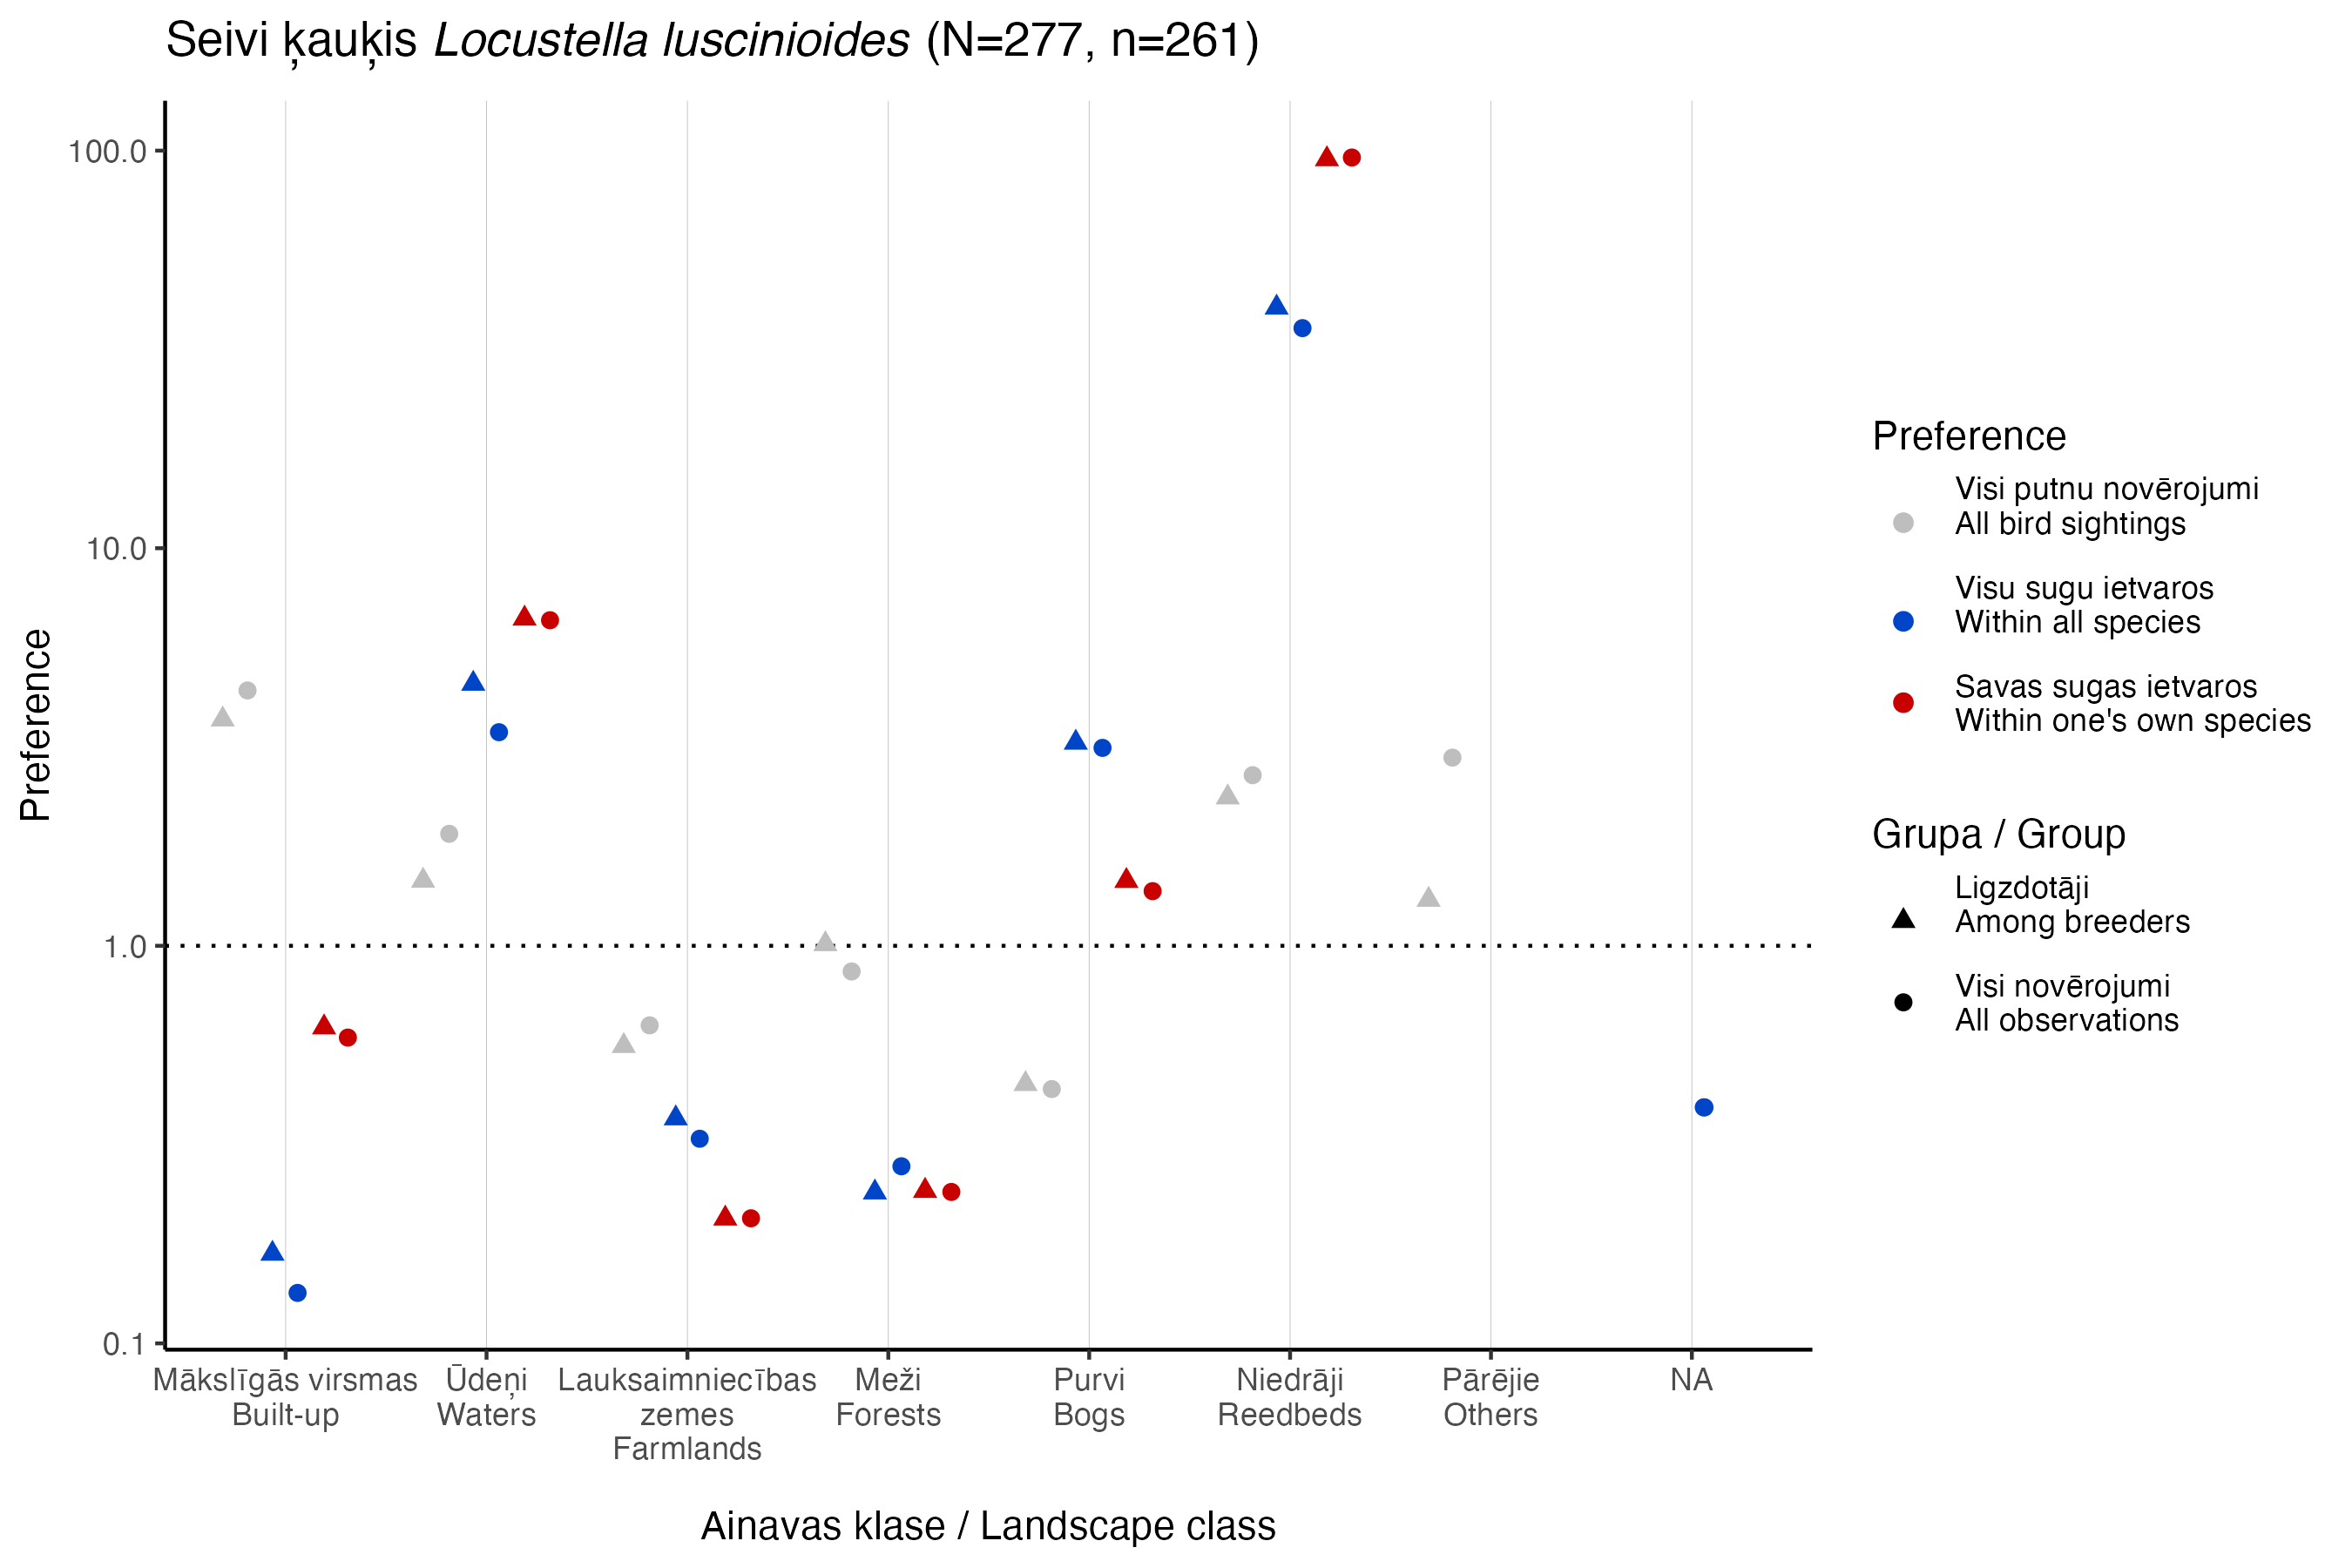 Seivi ķauķis Locustella luscinioides (N=277, n=261)
Preference
100.0
10.0
1.0
0.1
Mākslīgās virsmas
Built-up
Ūdeņi
Waters
Lauksaimniecības
zemes
Farmlands
Meži
Forests
Purvi
Bogs
Niedrāji
Reedbeds
Pārējie
Others
NA
Ainavas klase / Landscape class
Preference
Visi putnu novērojumi
All bird sightings
Visu sugu ietvaros
Within all species
Savas sugas ietvaros
Within one's own species
Grupa / Group
Ligzdotāji
Among breeders
Visi novērojumi
All observations